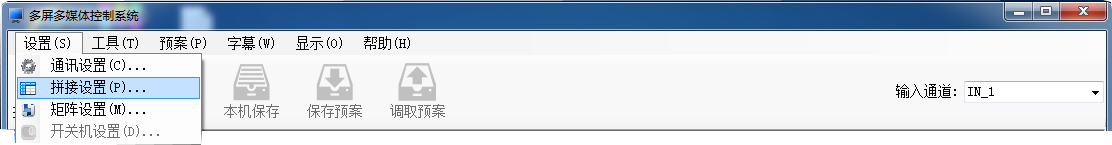 多屏多媒体控制系统
设置(S) 工具(T) 预案(P) 字幕(W) 显示(O) 帮助(H)
通讯设置(C)...
拼接设置(P)...
矩阵设置(M)...
开关机设置(D)...
本机保存 保存预案 调取预案
输入通道: IN_1